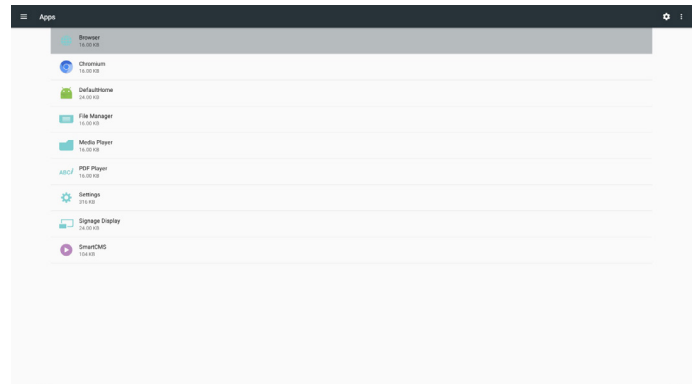 Apps
Browser
16.00 KB
Chromium
16.00 KB
DefaultHome
24.00 KB
File Manager
16.00 KB
Media Player
16.00 KB
ABC
PDF Player
16.00 KB
Settings
316 KB
Signage Display
24.00 KB
SmartCMS
104 KB